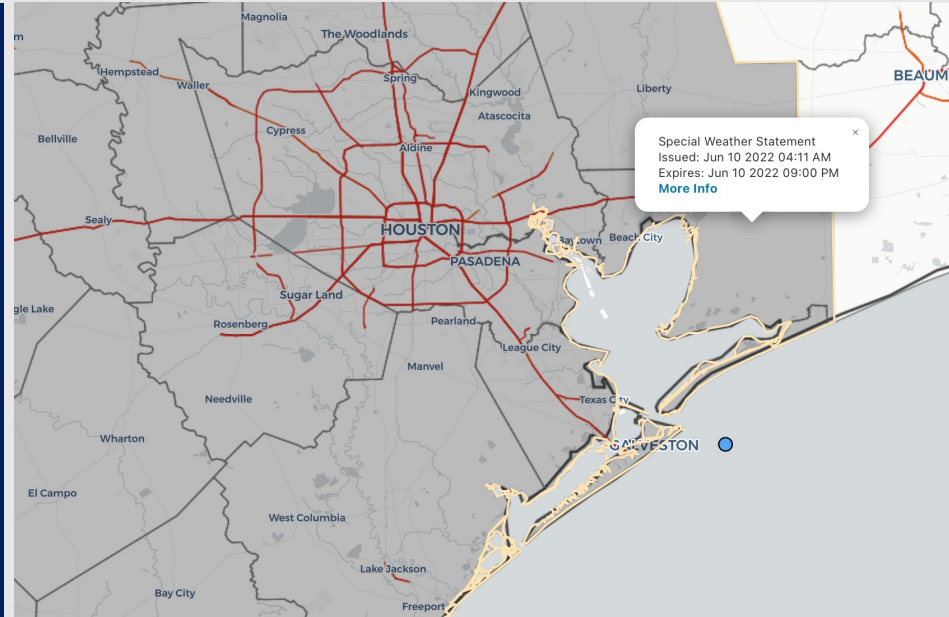 Magnolia
The Woodlands
m
Hempstead
Waller
Spring
Kingwood
Liberty
BEAUM
Atascocita
Bellville
Cypress
Aldine
Special Weather Statement
×
Issued: Jun 10 2022 04:11 AM
Expires: Jun 10 2022 09:00 PM
More Info
Sealy
HOUSTON
Baytown
Beach City
PASADENA
Sugar Land
gle Lake
Rosenberg
Pearland
League City
Manvel
Needville
Texas City
Wharton
GALVESTON
El Campo
West Columbia
Lake Jackson
Bay City
Freeport